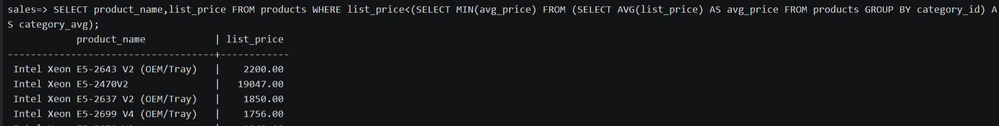 sales=> SELECT product_name,list_price FROM products WHERE list_price<(SELECT MIN(avg_price) FROM (SELECT AVG(list_price) AS avg_price FROM products GROUP BY category_id) A
S category_avg);
product_name | list_price
------------------------------------+------------
Intel Xeon E5-2643 V2 (OEM/Tray) | 2200.00
Intel Xeon E5-2470V2 | 19047.00
Intel Xeon E5-2637 V2 (OEM/Tray) | 1850.00
Intel Xeon E5-2699 V4 (OEM/Tray) | 1756.00